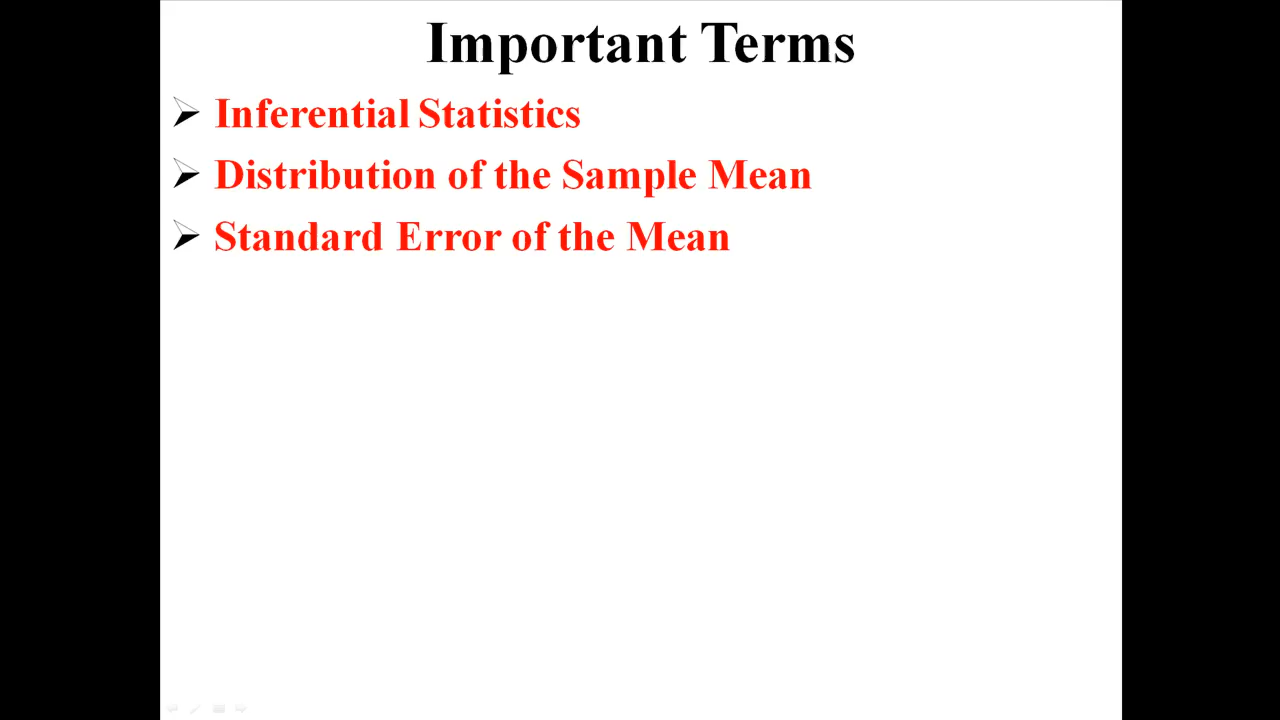 Important Terms
Inferential Statistics
Distribution of the Sample Mean
Standard Error of the Mean